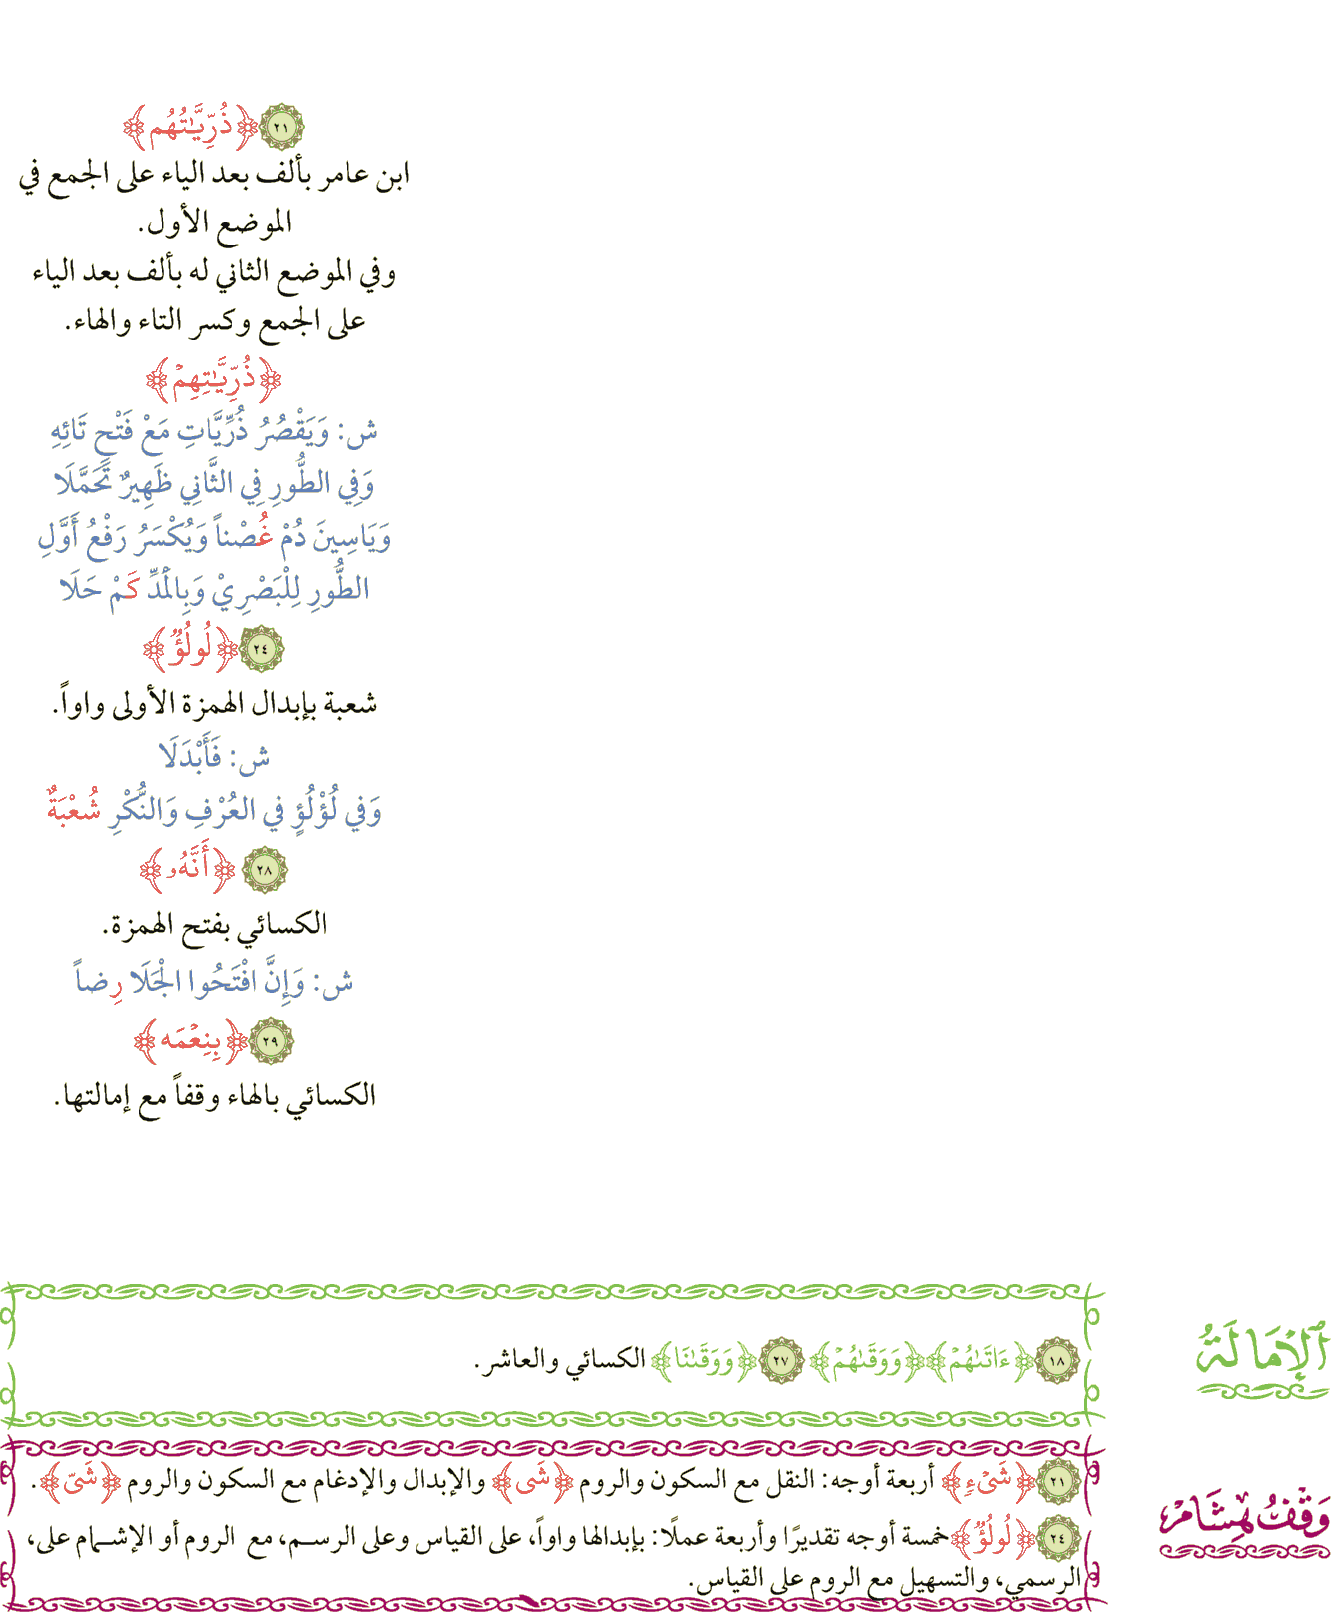 ٢١ ﴿ذُرِّيَّٰتُهُم﴾
ابن عامر بألف بعد الياء على الجمع في
الموضع الأول.
وفي الموضع الثاني له بألف بعد الياء
على الجمع وكسر التاء والهاء.
﴿ذُرِّيَّٰتِهِمۡ﴾
ش: وَيَقْصُرُ ذُرِّيَّاتِ مَعْ فَتْحِ تَائِهِ
وَفِي الطُّورِ فِي الثَّانِي ظَهِيرٌ تَحَمَّلَا
وَيَاسِينَ دُمْ غُصْناً وَيُكْسَرُ رَفْعُ أَوَّلِ
الطُّورِ لِلْبَصْرِيْ وَبِالْمَدِّ كَمْ حَلَا
٢٤ ﴿لُولُؤٌ﴾
شعبة بإبدال الهمزة الأولى واواً.
ش: فَأَبْدَلَا
وَفي لُؤْلُؤٍ في العُرْفِ وَالنُّكْرِ شُعْبَةٌ
٢٨ ﴿أَنَّهُۥ﴾
الكسائي بفتح الهمزة.
ش: وَإِنَّ افْتَحُوا الْجَلَا رِضاً
٢٩ ﴿بِنِعۡمَه﴾
الكسائي بالهاء وقفاً مع إمالتها.
الإِمَالَةُ
١٨ ﴿ءَاتَىٰهُمۡ﴾ ﴿وَوَقَىٰهُمۡ﴾ ٢٧ ﴿وَوَقَىٰنَا﴾ الكسائي والعاشر.
وَقْفُ هِشَامٍ
٢١ ﴿شَيۡءٖ﴾ أربعة أوجه: النقل مع السكون والروم ﴿شَى﴾ والإبدال والإدغام مع السكون والروم ﴿شَىّ﴾.
٢٤ ﴿لُولُؤٌ﴾ خمسة أوجه تقديرًا وأربعة عملًا: بإبدالها واواً، على القياس وعلى الرسم، مع الروم أو الإشمام على،
الرسمي، والتسهيل مع الروم على القياس.